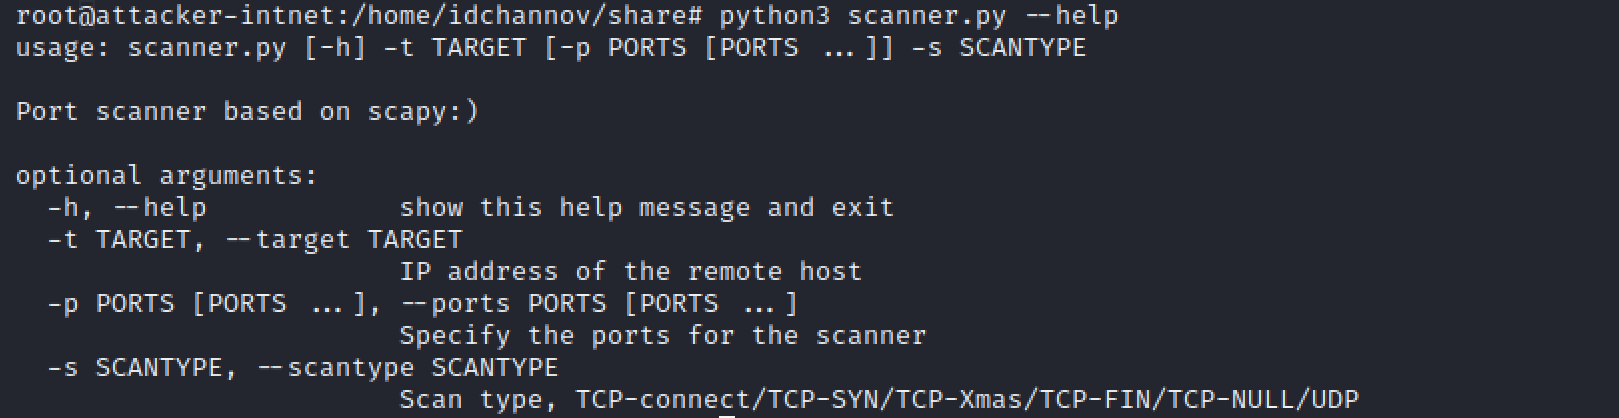 root@attacker-intnet:/home/idchannov/share# python3 scanner.py --help
usage: scanner.py [-h] -t TARGET [-p PORTS [PORTS ...]] -s SCANTYPE
Port scanner based on scapy:)
optional arguments:
-h, --help show this help message and exit
-t TARGET, --target TARGET
IP address of the remote host
-p PORTS [PORTS ...], --ports PORTS [PORTS ...]
Specify the ports for the scanner
-s SCANTYPE, --scantype SCANTYPE
Scan type, TCP-connect/TCP-SYN/TCP-Xmas/TCP-FIN/TCP-NULL/UDP